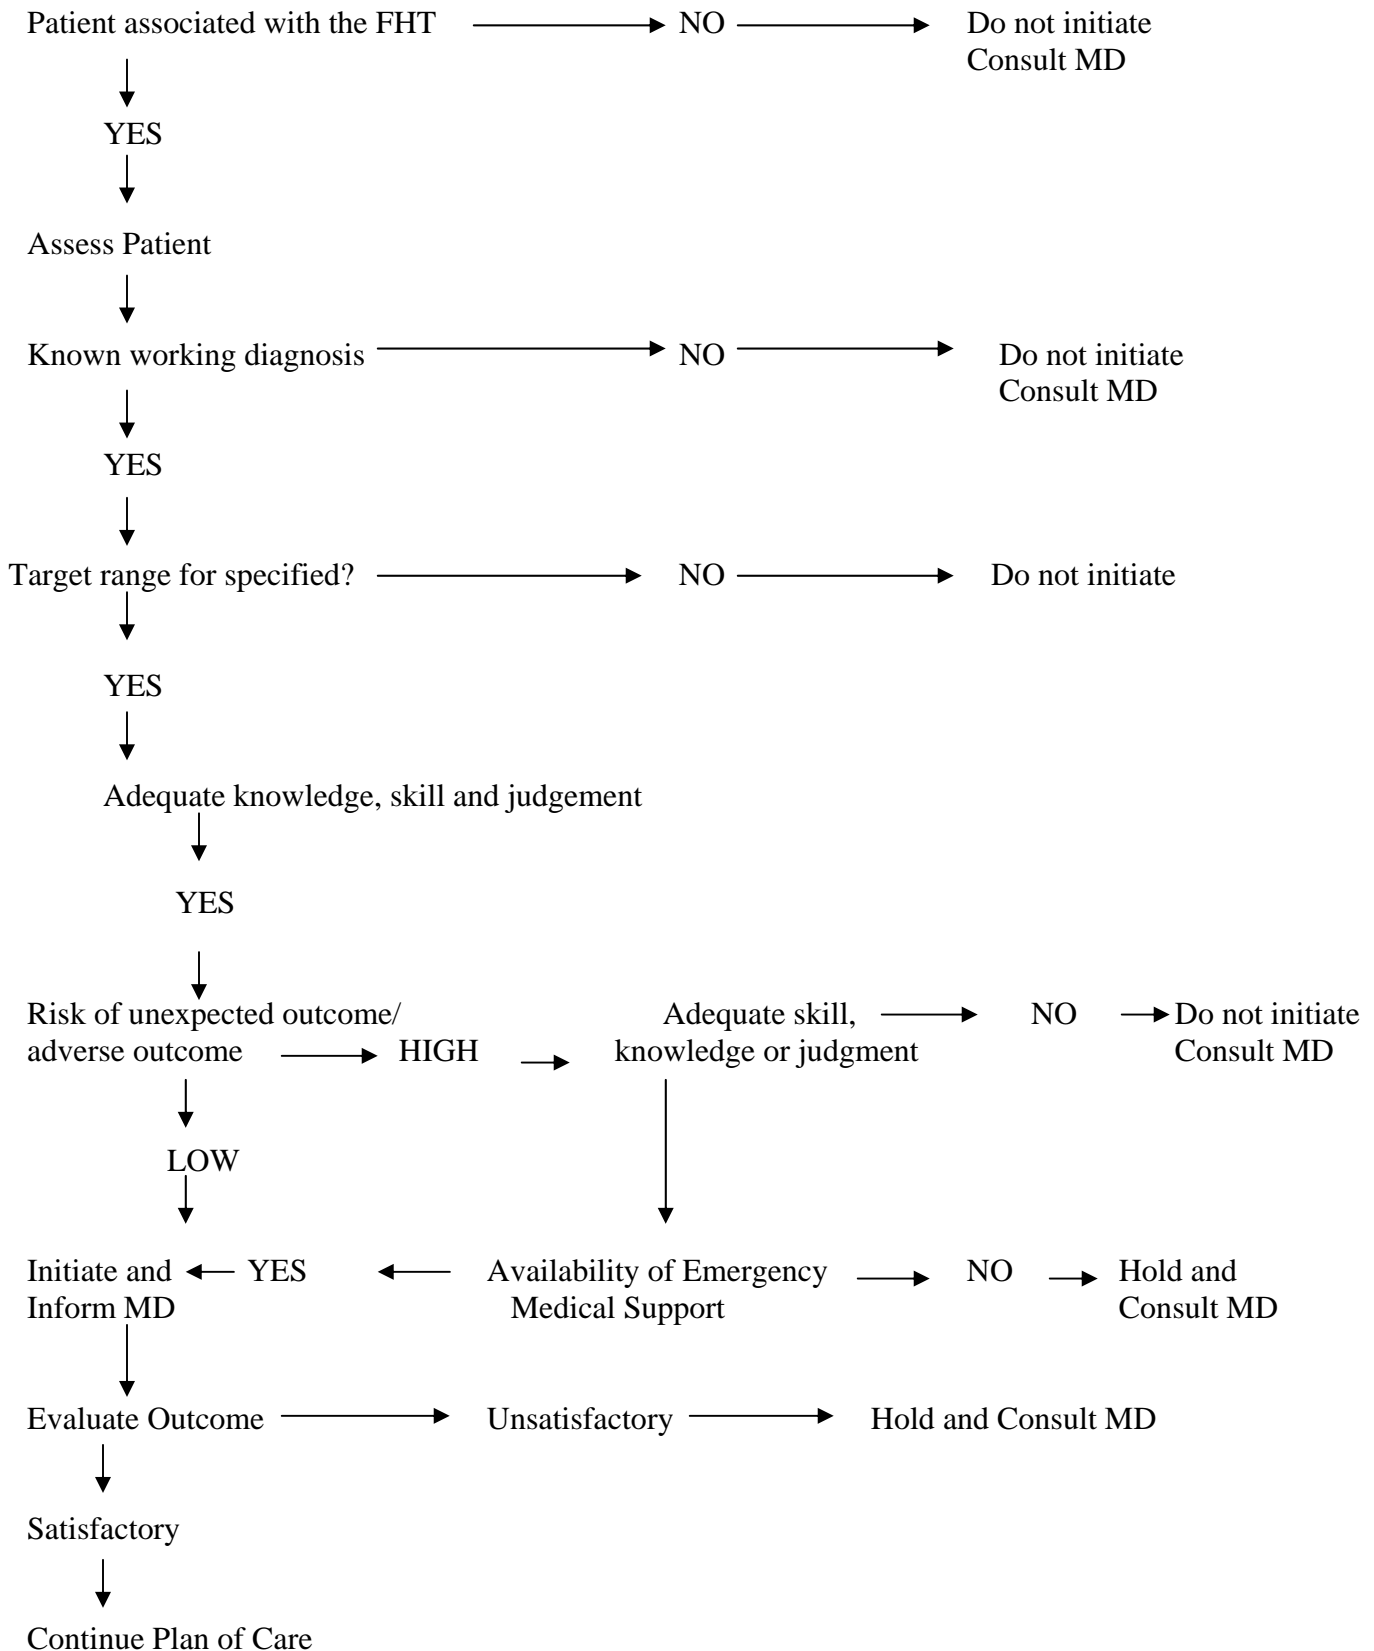 Patient associated with the FHT NO Do not initiate
Consult MD
YES
Assess Patient
Known working diagnosis NO Do not initiate
Consult MD
YES
Target range for specified? NO Do not initiate
YES
Adequate knowledge, skill and judgement
YES
Risk of unexpected outcome/ Adequate skill, NO Do not initiate
adverse outcome HIGH knowledge or judgment Consult MD
LOW
Initiate and YES Availability of Emergency NO Hold and
Inform MD Medical Support Consult MD
Evaluate Outcome Unsatisfactory Hold and Consult MD
Satisfactory
Continue Plan of Care